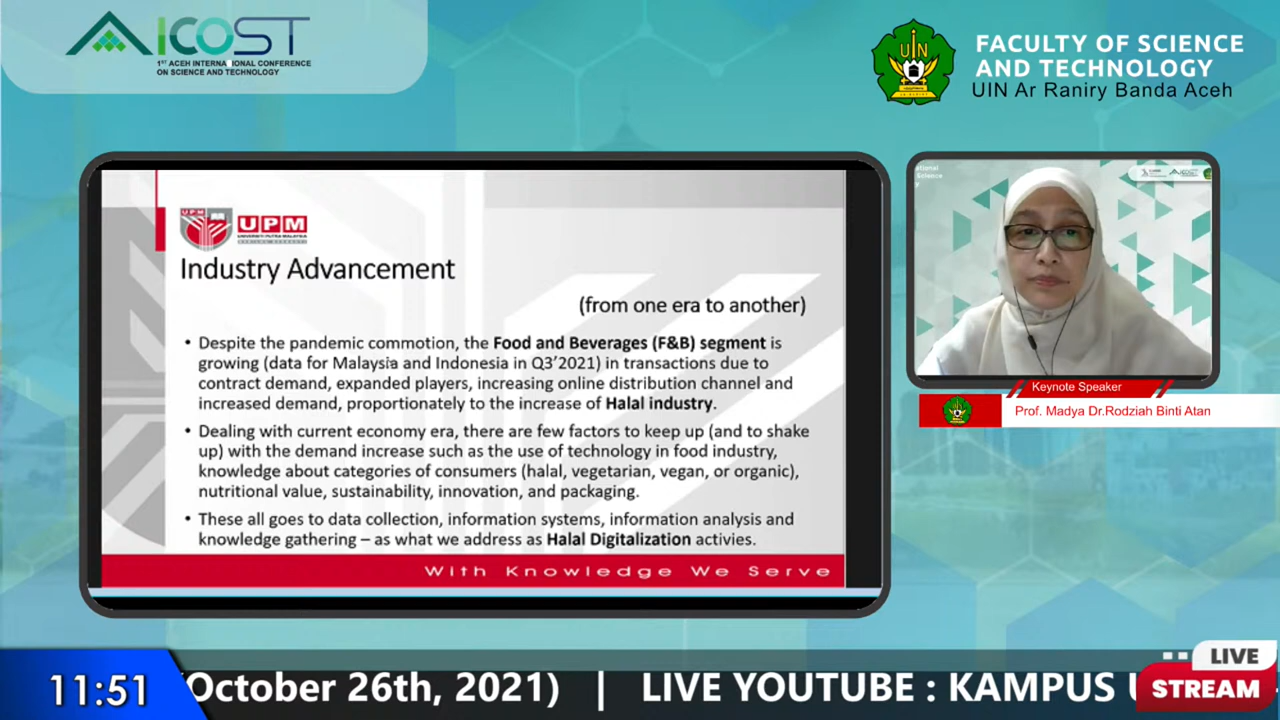 AICOST
1ST ACEH INTERNATIONAL CONFERENCE
ON SCIENCE AND TECHNOLOGY
UIN
FACULTY OF SCIENCE
AND TECHNOLOGY
UIN Ar Raniry Banda Aceh
UPM
UPM
UNIVERSITI PUTRA MALAYSIA
Industry Advancement
(from one era to another)
• Despite the pandemic commotion, the Food and Beverages (F&B) segment is
growing (data for Malaysia and Indonesia in Q3'2021) in transactions due to
contract demand, expanded players, increasing online distribution channel and
increased demand, proportionately to the increase of Halal industry.
• Dealing with current economy era, there are few factors to keep up (and to shake
up) with the demand increase such as the use of technology in food industry,
knowledge about categories of consumers (halal, vegetarian, vegan, or organic),
nutritional value, sustainability, innovation, and packaging.
• These all goes to data collection, information systems, information analysis and
knowledge gathering – as what we address as Halal Digitalization activies.
With Knowledge We Serve
ational
Science
y
Keynote Speaker
Prof. Madya Dr.Rodziah Binti Atan
11:51
(October 26th, 2021) | LIVE YOUTUBE : KAMPUS U
LIVE
STREAM